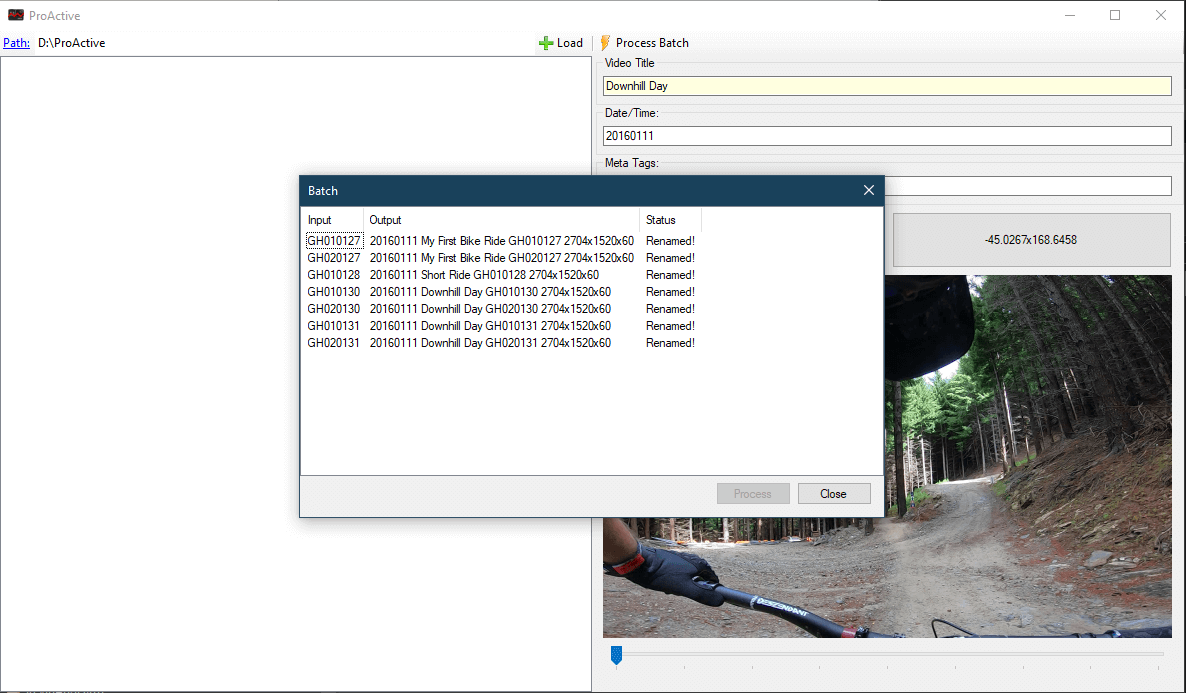 ProActive
Path: D:\ProActive Load Process Batch
Video Title
Downhill Day
Date/Time:
20160111
Meta Tags:
Batch
Input Output Status
GH010127 20160111 My First Bike Ride GH010127 2704x1520x60 Renamed!
GH020127 20160111 My First Bike Ride GH020127 2704x1520x60 Renamed!
GH010128 20160111 Short Ride GH010128 2704x1520x60 Renamed!
GH010130 20160111 Downhill Day GH010130 2704x1520x60 Renamed!
GH020130 20160111 Downhill Day GH020130 2704x1520x60 Renamed!
GH010131 20160111 Downhill Day GH010131 2704x1520x60 Renamed!
GH020131 20160111 Downhill Day GH020131 2704x1520x60 Renamed!
-45.0267x168.6458
Process Close
DESCENDANT